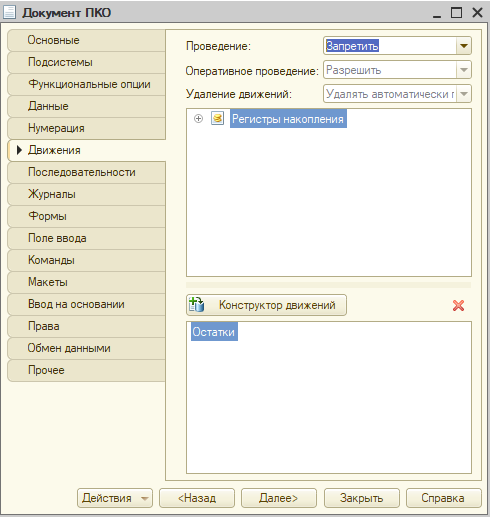 Документ ПКО
Основные
Подсистемы
Функциональные опции
Данные
Нумерация
Движения
Последовательности
Журналы
Формы
Поле ввода
Команды
Макеты
Ввод на основании
Права
Обмен данными
Прочее
Проведение: Запретить
Оперативное проведение: Разрешить
Удаление движений: Удалять автоматически г
Регистры накопления
Конструктор движений
Остатки
Действия <Назад Далее> Закрыть Справка